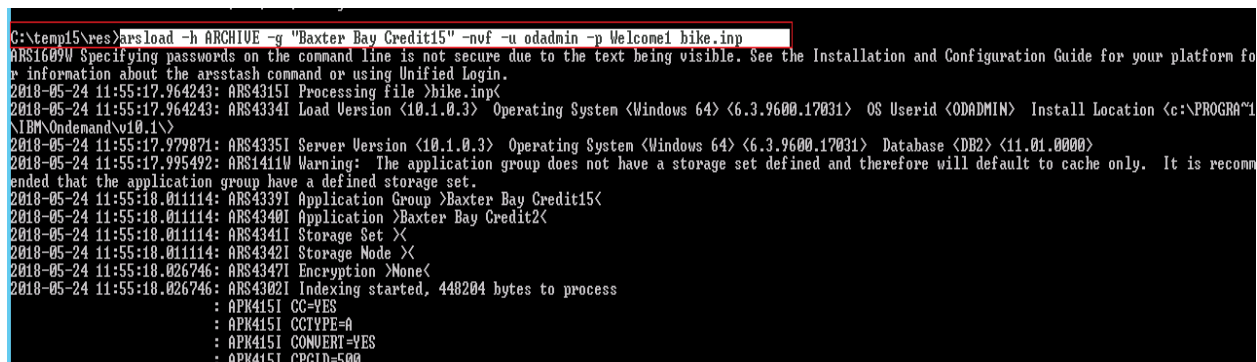 C:\temp15\res>arsload -h ARCHIVE -g "Baxter Bay Credit15" -nvf -u odadmin -p Welcome1 bike.inp
ARS1609W Specifying passwords on the command line is not secure due to the text being visible. See the Installation and Configuration Guide for your platform fo
r information about the arsstash command or using Unified Login.
2018-05-24 11:55:17.964243: ARS4315I Processing file >bike.inp<
2018-05-24 11:55:17.964243: ARS4334I Load Version <10.1.0.3>  Operating System <Windows 64> <6.3.9600.17031>  OS Userid <ODADMIN>  Install Location <c:\PROGRA~1
\IBM\Ondemand\v10.1\>
2018-05-24 11:55:17.979871: ARS4335I Server Version <10.1.0.3>  Operating System <Windows 64> <6.3.9600.17031>  Database <DB2> <11.01.0000>
2018-05-24 11:55:17.995492: ARS1411W Warning:  The application group does not have a storage set defined and therefore will default to cache only.  It is recomm
ended that the application group have a defined storage set.
2018-05-24 11:55:18.011114: ARS4339I Application Group >Baxter Bay Credit15<
2018-05-24 11:55:18.011114: ARS4340I Application >Baxter Bay Credit2<
2018-05-24 11:55:18.011114: ARS4341I Storage Set ><
2018-05-24 11:55:18.011114: ARS4342I Storage Node ><
2018-05-24 11:55:18.026746: ARS4347I Encryption >None<
2018-05-24 11:55:18.026746: ARS4302I Indexing started, 448204 bytes to process
: APK415I CC=YES
: APK415I CCTYPE=A
: APK415I CONVERT=YES
: APK415I CPGID=500